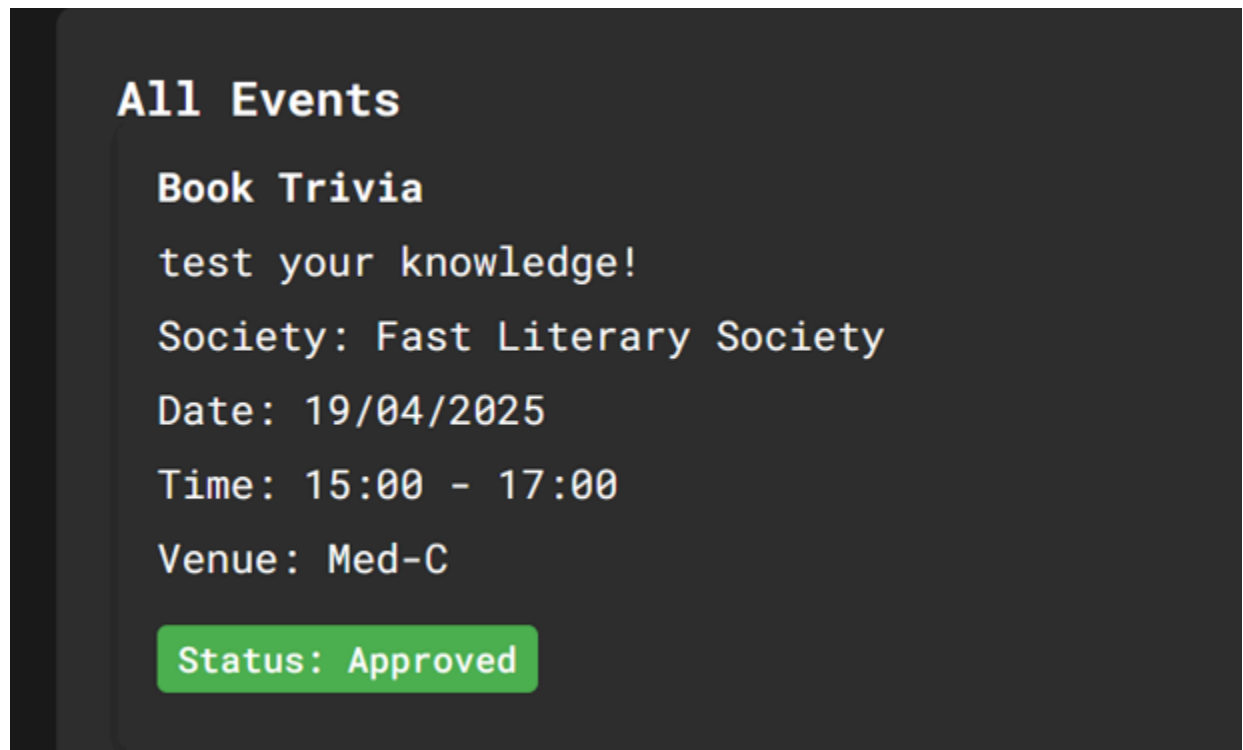 All Events
Book Trivia
test your knowledge!
Society: Fast Literary Society
Date: 19/04/2025
Time: 15:00 - 17:00
Venue: Med-C
Status: Approved